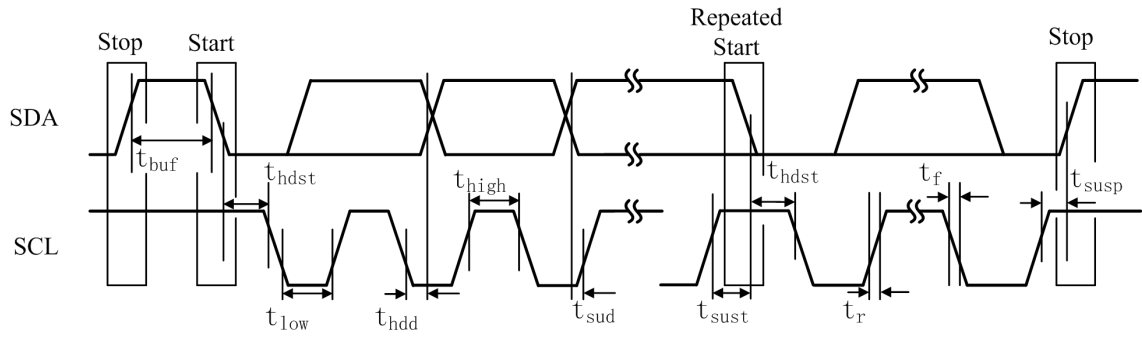 Repeated
Stop Start Start Stop
SDA
t_buf t_hdst t_high t_hdst t_f t_susp
SCL
t_low t_hdd t_sud t_sust t_r